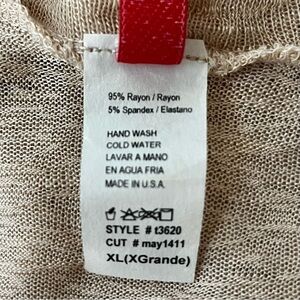 95% Rayon / Rayon
5% Spandex / Elastano
HAND WASH
COLD WATER
LAVAR A MANO
EN AGUA FRIA
MADE IN U.S.A.
STYLE # t3620
CUT # may1411
XL(XGrande)